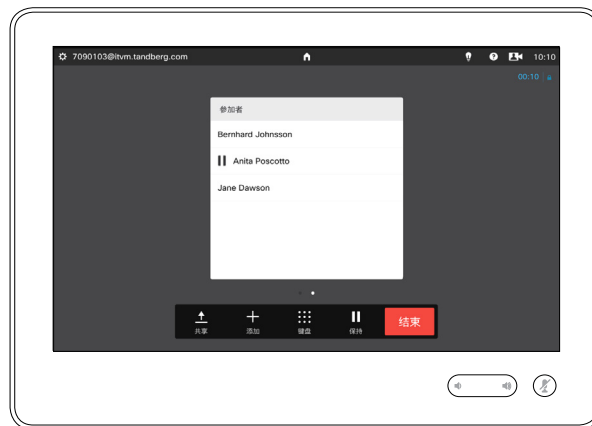 7090103@itvm.tandberg.com
10:10
00:10
参加者
Bernhard Johnsson
Anita Poscotto
Jane Dawson
共享
添加
键盘
保持
结束